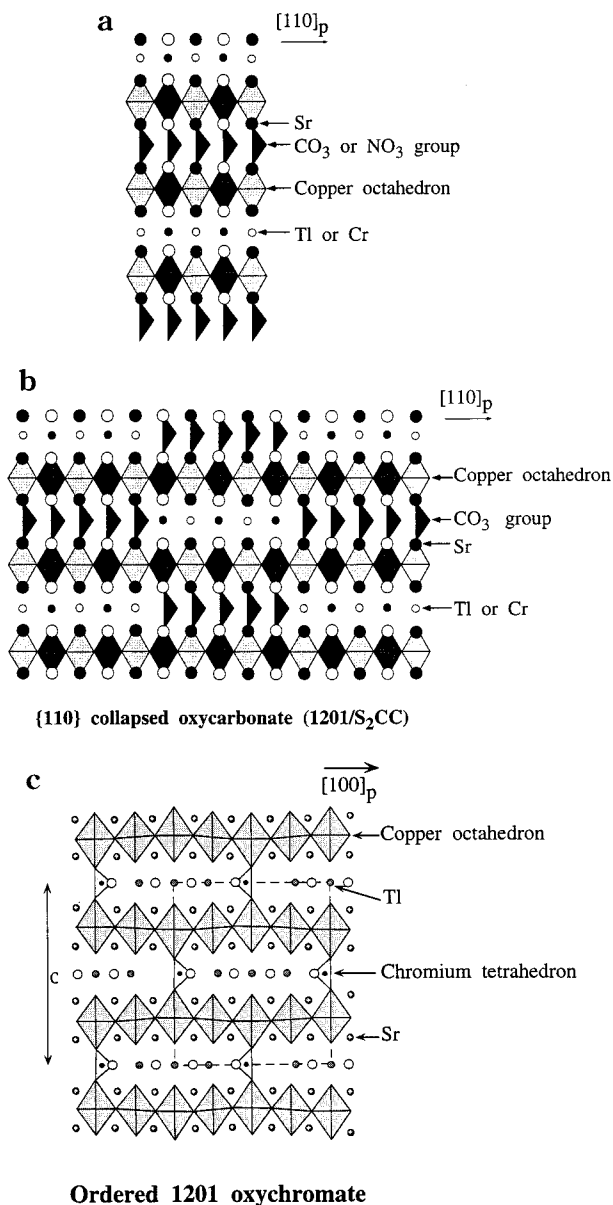 a
[110]p
Sr
CO3 or NO3 group
Copper octahedron
Tl or Cr
b
[110]p
Copper octahedron
CO3 group
Sr
Tl or Cr
{110} collapsed oxycarbonate (1201/S2CC)
c
[100]p
Copper octahedron
Tl
C
Chromium tetrahedron
Sr
Ordered 1201 oxychromate